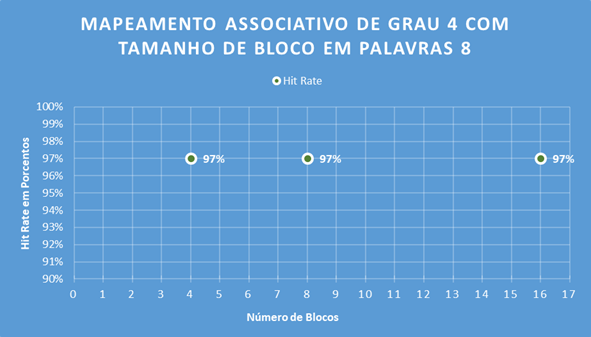 MAPEAMENTO ASSOCIATIVO DE GRAU 4 COM
TAMANHO DE BLOCO EM PALAVRAS 8
Hit Rate
Hit Rate em Porcentos
100%
99%
98%
97%
96%
95%
94%
93%
92%
91%
90%
97%
97%
97%
0 1 2 3 4 5 6 7 8 9 10 11 12 13 14 15 16 17
Número de Blocos